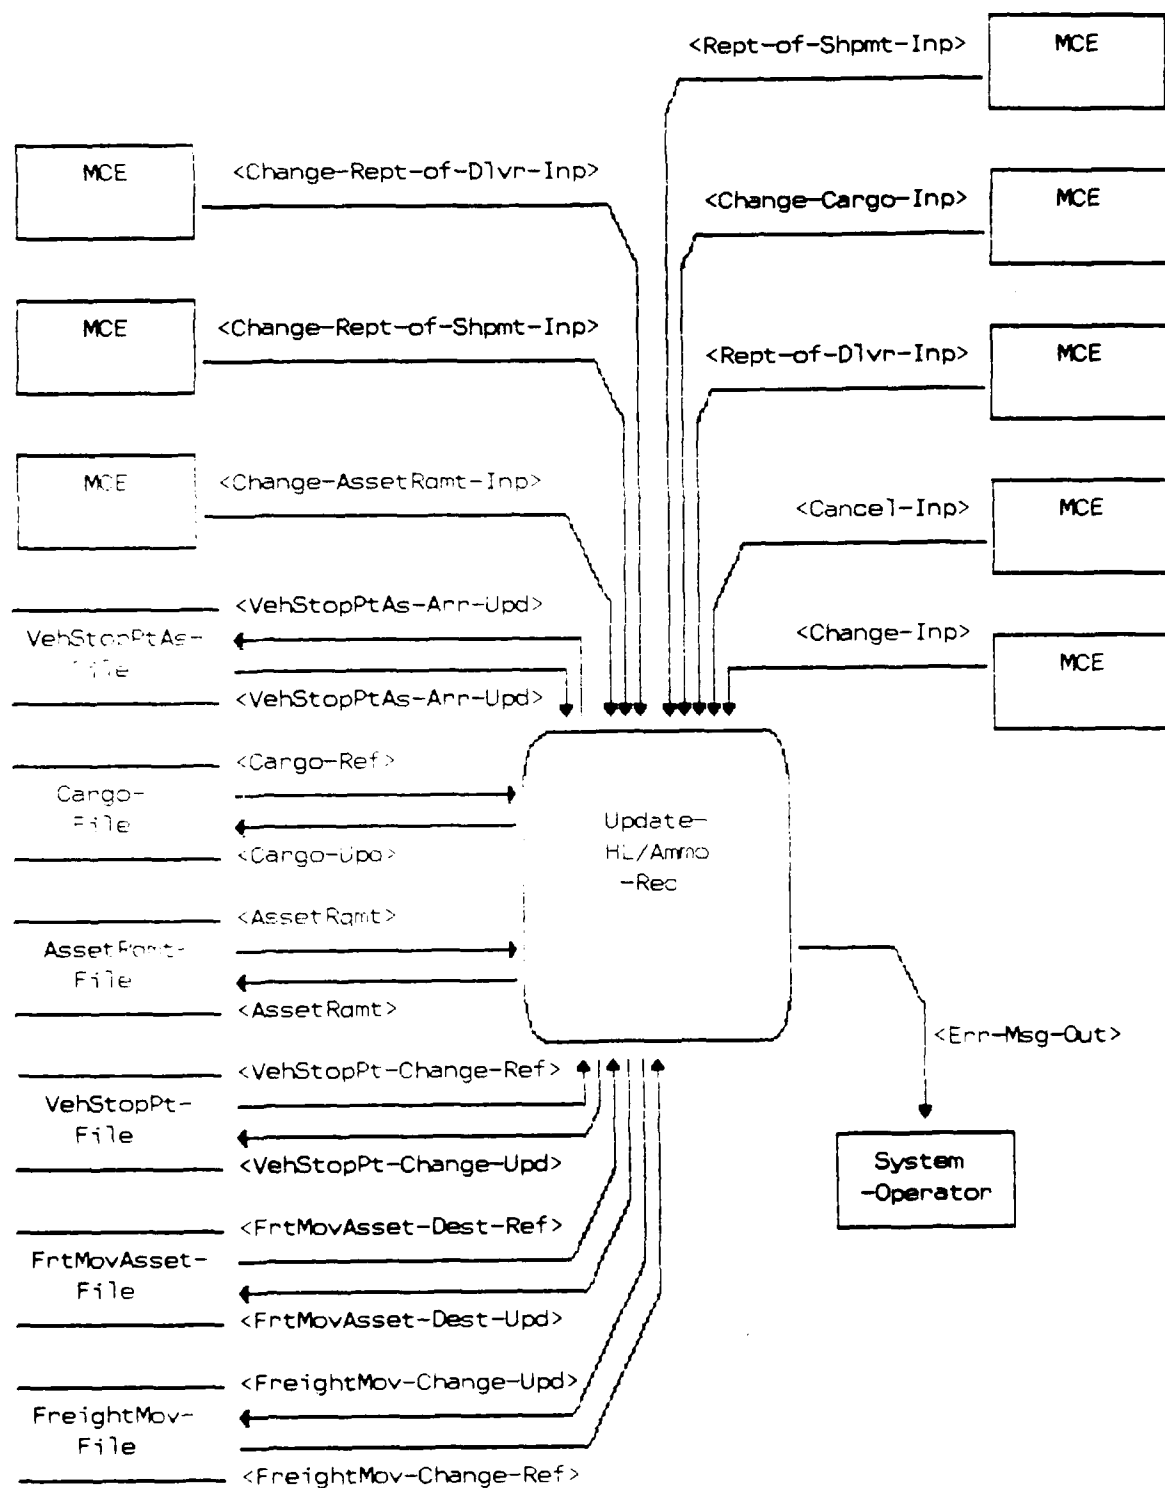 <Rept-of-Shpmt-Inp>
MCE
MCE
<Change-Rept-of-Dlvr-Inp>
<Change-Cargo-Inp>
MCE
MCE
<Change-Rept-of-Shpmt-Inp>
<Rept-of-Dlvr-Inp>
MCE
MCE
<Change-AssetRqmt-Inp>
<Cancel-Inp>
MCE
<VehStopPtAs-Arr-Upd>
VehStopPtAs-
File
<VehStopPtAs-Arr-Upd>
<Change-Inp>
MCE
<Cargo-Ref>
Cargo-
File
<Cargo-Upd>
Update-
HL/Ammo
-Rec
<AssetRqmt>
AssetRqmt-
File
<AssetRqmt>
<Err-Msg-Out>
<VehStopPt-Change-Ref>
VehStopPt-
File
<VehStopPt-Change-Upd>
System
-Operator
<FrtMovAsset-Dest-Ref>
FrtMovAsset-
File
<FrtMovAsset-Dest-Upd>
<FreightMov-Change-Upd>
FreightMov-
File
<FreightMov-Change-Ref>